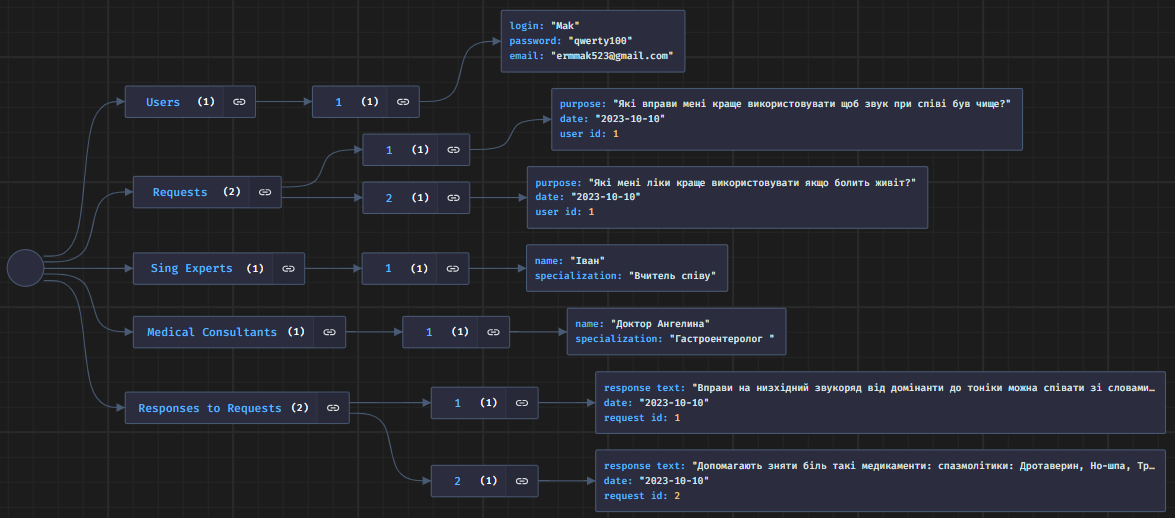 login: "Mak"
password: "qwerty100"
email: "ermmak523@gmail.com"
Users (1)
1 (1)
purpose: "Які вправи мені краще використовувати щоб звук при співі був чище?"
date: "2023-10-10"
user id: 1
1 (1)
Requests (2)
2 (1)
purpose: "Які мені ліки краще використовувати якщо болить живіт?"
date: "2023-10-10"
user id: 1
Sing Experts (1)
1 (1)
name: "Іван"
specialization: "Вчитель співу"
Medical Consultants (1)
1 (1)
name: "Доктор Ангелина"
specialization: "Гастроентеролог "
Responses to Requests (2)
1 (1)
response text: "Вправи на низхідний звукоряд від домінанти до тоніки можна співати зі словами…
date: "2023-10-10"
request id: 1
2 (1)
response text: "Допомагають зняти біль такі медикаменти: спазмолітики: Дротаверин, Но-шпа, Тр…
date: "2023-10-10"
request id: 2